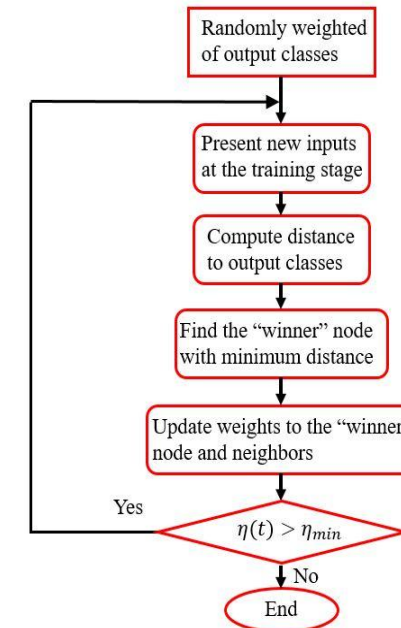 Randomly weighted
of output classes
Present new inputs
at the training stage
Compute distance
to output classes
Find the “winner” node
with minimum distance
Update weights to the “winner
node and neighbors
Yes
η(t) > ηmin
No
End